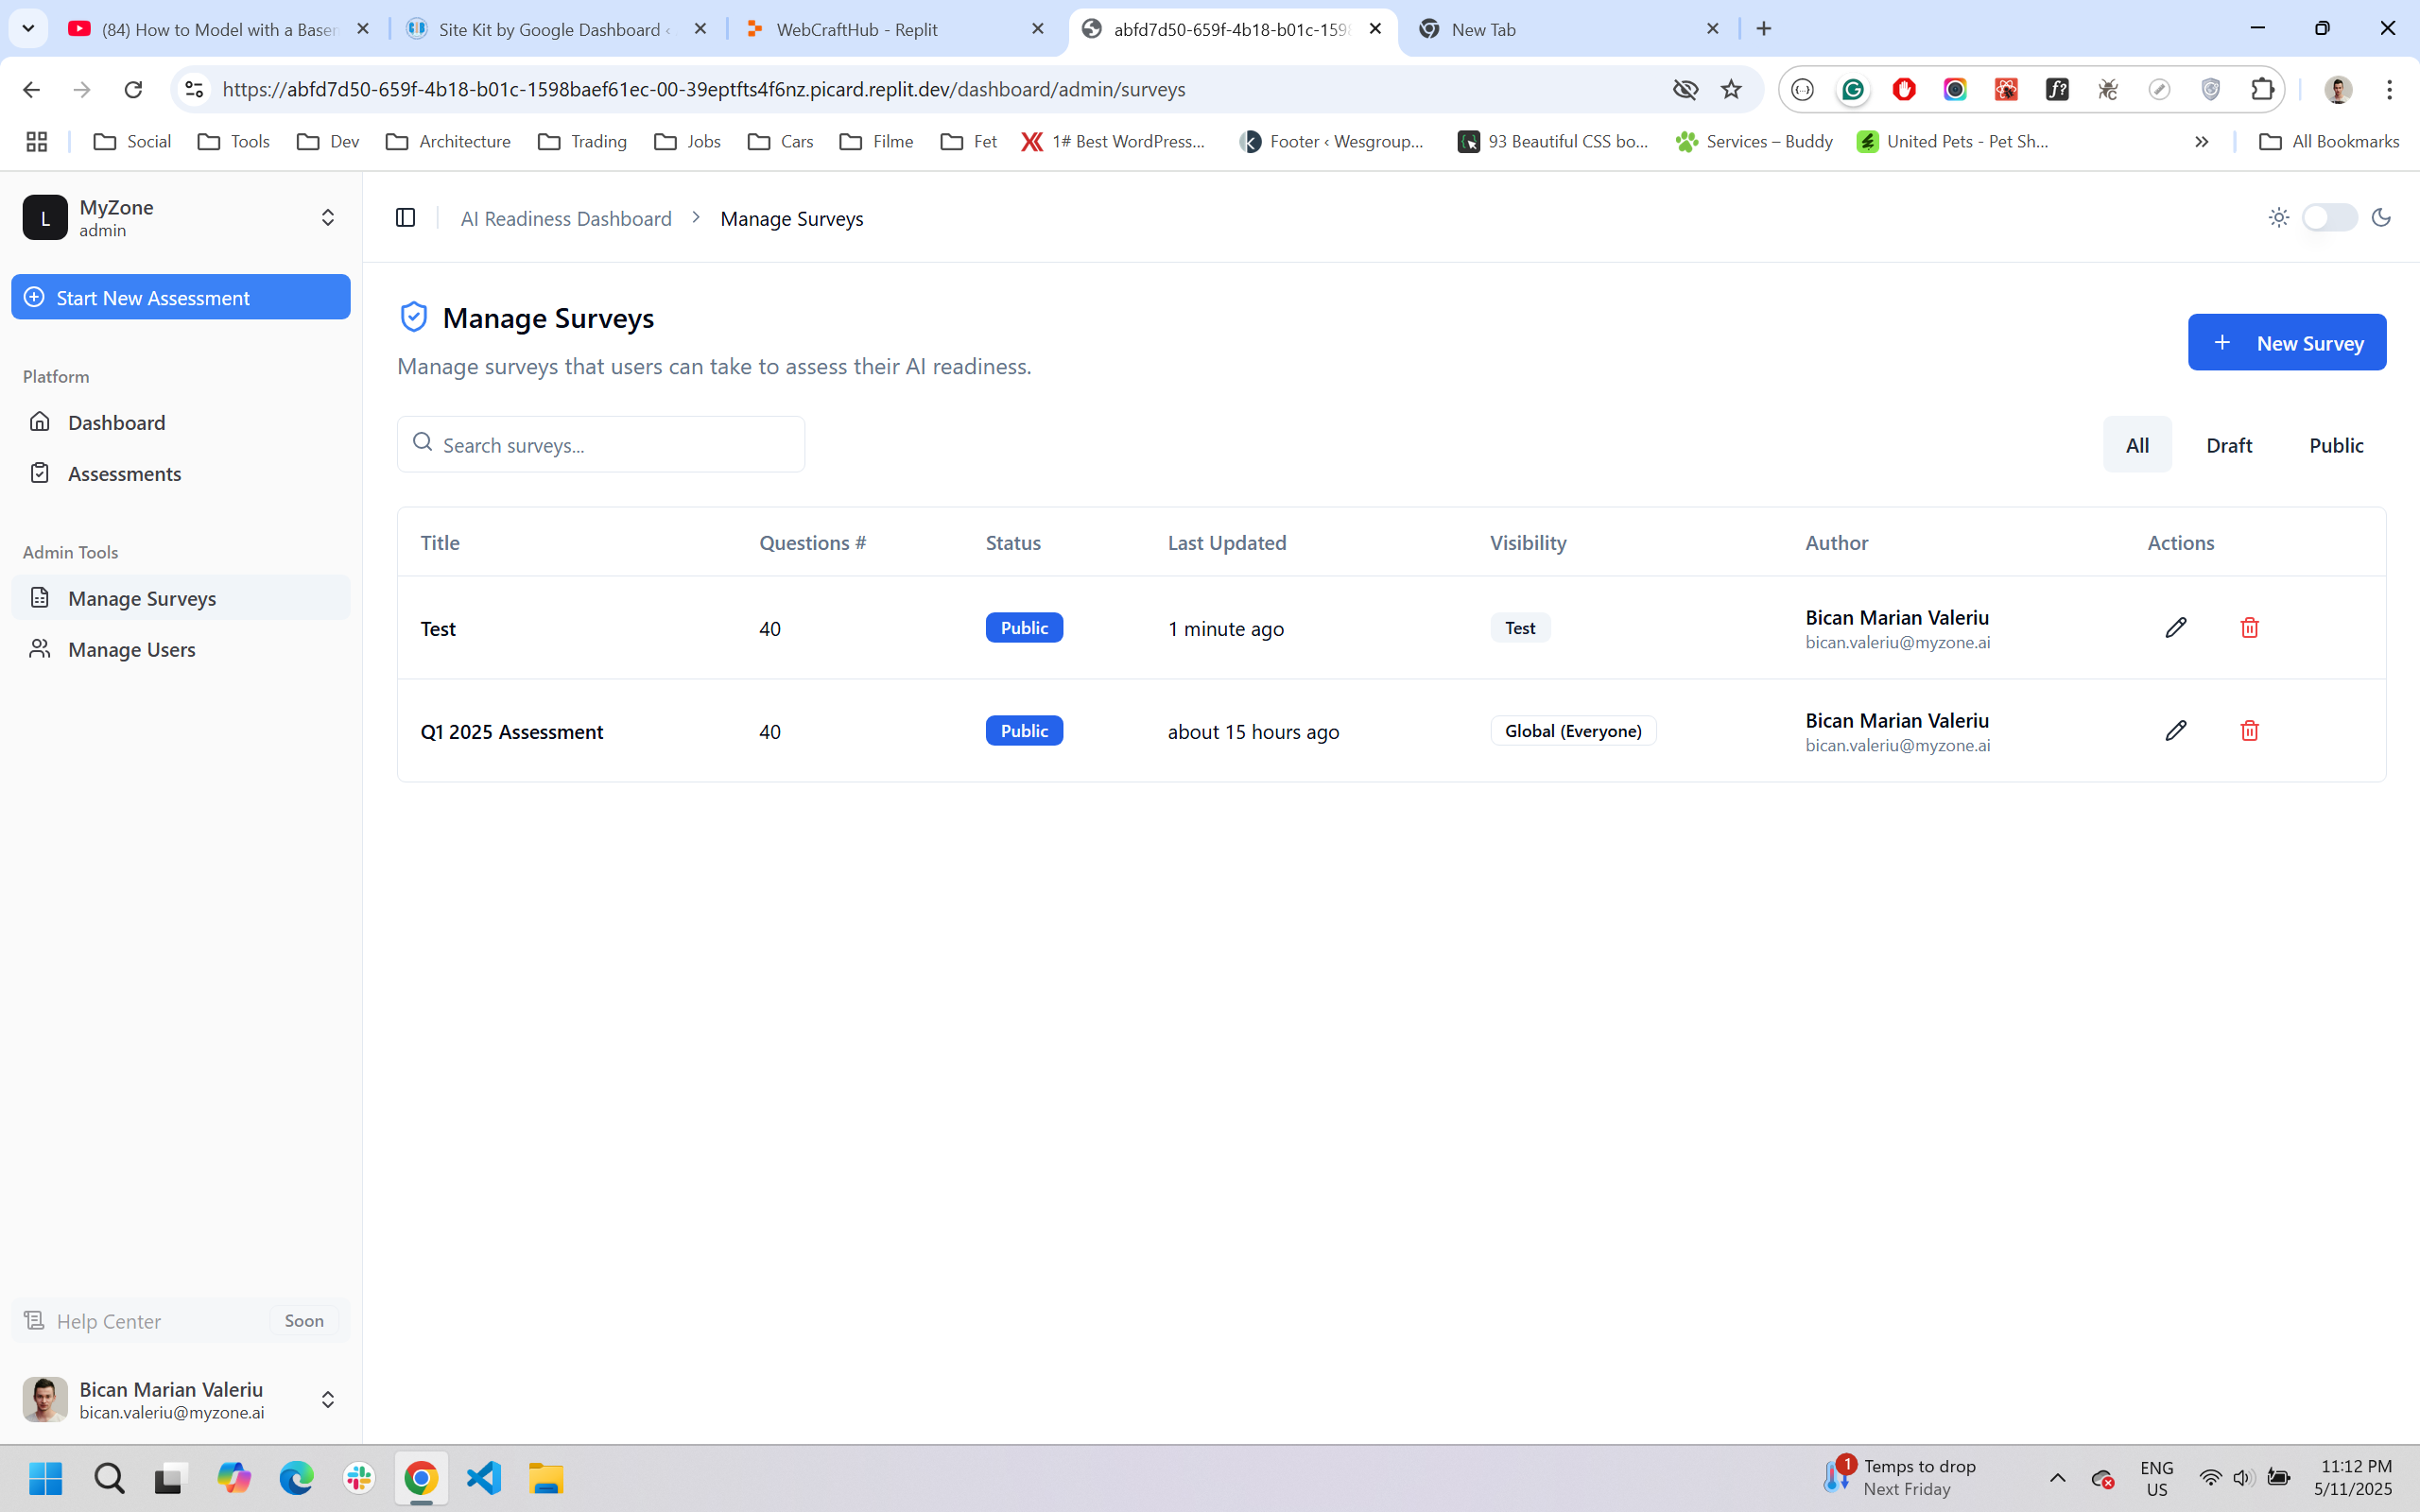 (84) How to Model with a Basem
Site Kit by Google Dashboard ‹
WebCraftHub - Replit
abfd7d50-659f-4b18-b01c-1598
New Tab
https://abfd7d50-659f-4b18-b01c-1598baef61ec-00-39eptfts4f6nz.picard.replit.dev/dashboard/admin/surveys
Social
Tools
Dev
Architecture
Trading
Jobs
Cars
Filme
Fet
1# Best WordPress...
Footer ‹ Wesgroup...
93 Beautiful CSS bo...
Services – Buddy
United Pets - Pet Sh...
All Bookmarks
L
MyZone
admin
AI Readiness Dashboard > Manage Surveys
Start New Assessment
Platform
Dashboard
Assessments
Admin Tools
Manage Surveys
Manage Users
Manage Surveys
Manage surveys that users can take to assess their AI readiness.
New Survey
Search surveys...
All
Draft
Public
Title Questions # Status Last Updated Visibility Author Actions
Test 40 Public 1 minute ago Test Bican Marian Valeriu
bican.valeriu@myzone.ai
Q1 2025 Assessment 40 Public about 15 hours ago Global (Everyone) Bican Marian Valeriu
bican.valeriu@myzone.ai
Help Center Soon
Bican Marian Valeriu
bican.valeriu@myzone.ai
1
Temps to drop
Next Friday
ENG
US
11:12 PM
5/11/2025